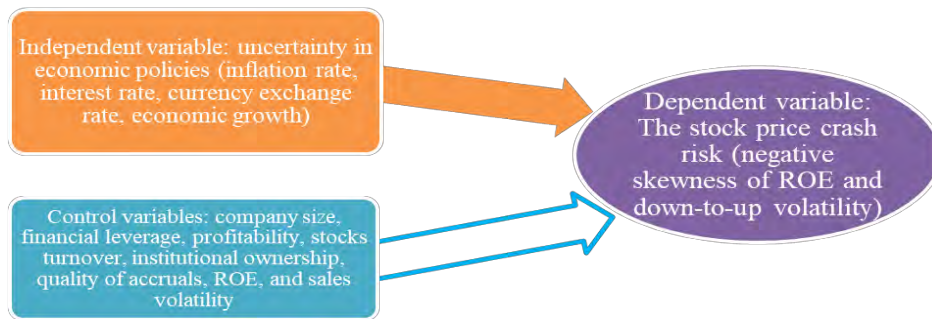 Independent variable: uncertainty in
economic policies (inflation rate,
interest rate, currency exchange
rate, economic growth)
Dependent variable:
The stock price crash
risk (negative
skewness of ROE and
down-to-up volatility)
Control variables: company size,
financial leverage, profitability, stocks
turnover, institutional ownership,
quality of accruals, ROE, and sales
volatility